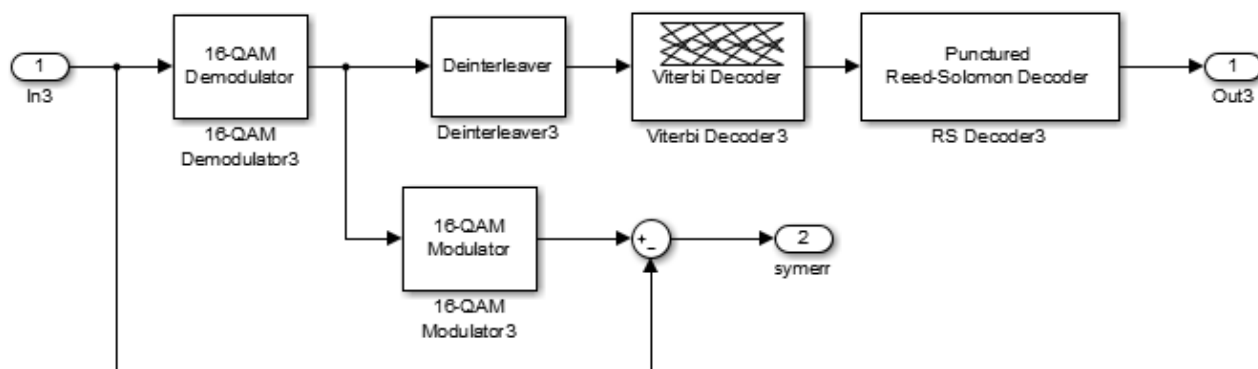 1
In3
16-QAM
Demodulator
16-QAM
Demodulator3
Deinterleaver
Deinterleaver3
Viterbi Decoder
Viterbi Decoder3
Punctured
Reed-Solomon Decoder
RS Decoder3
1
Out3
16-QAM
Modulator
16-QAM
Modulator3
+
−
2
symerr